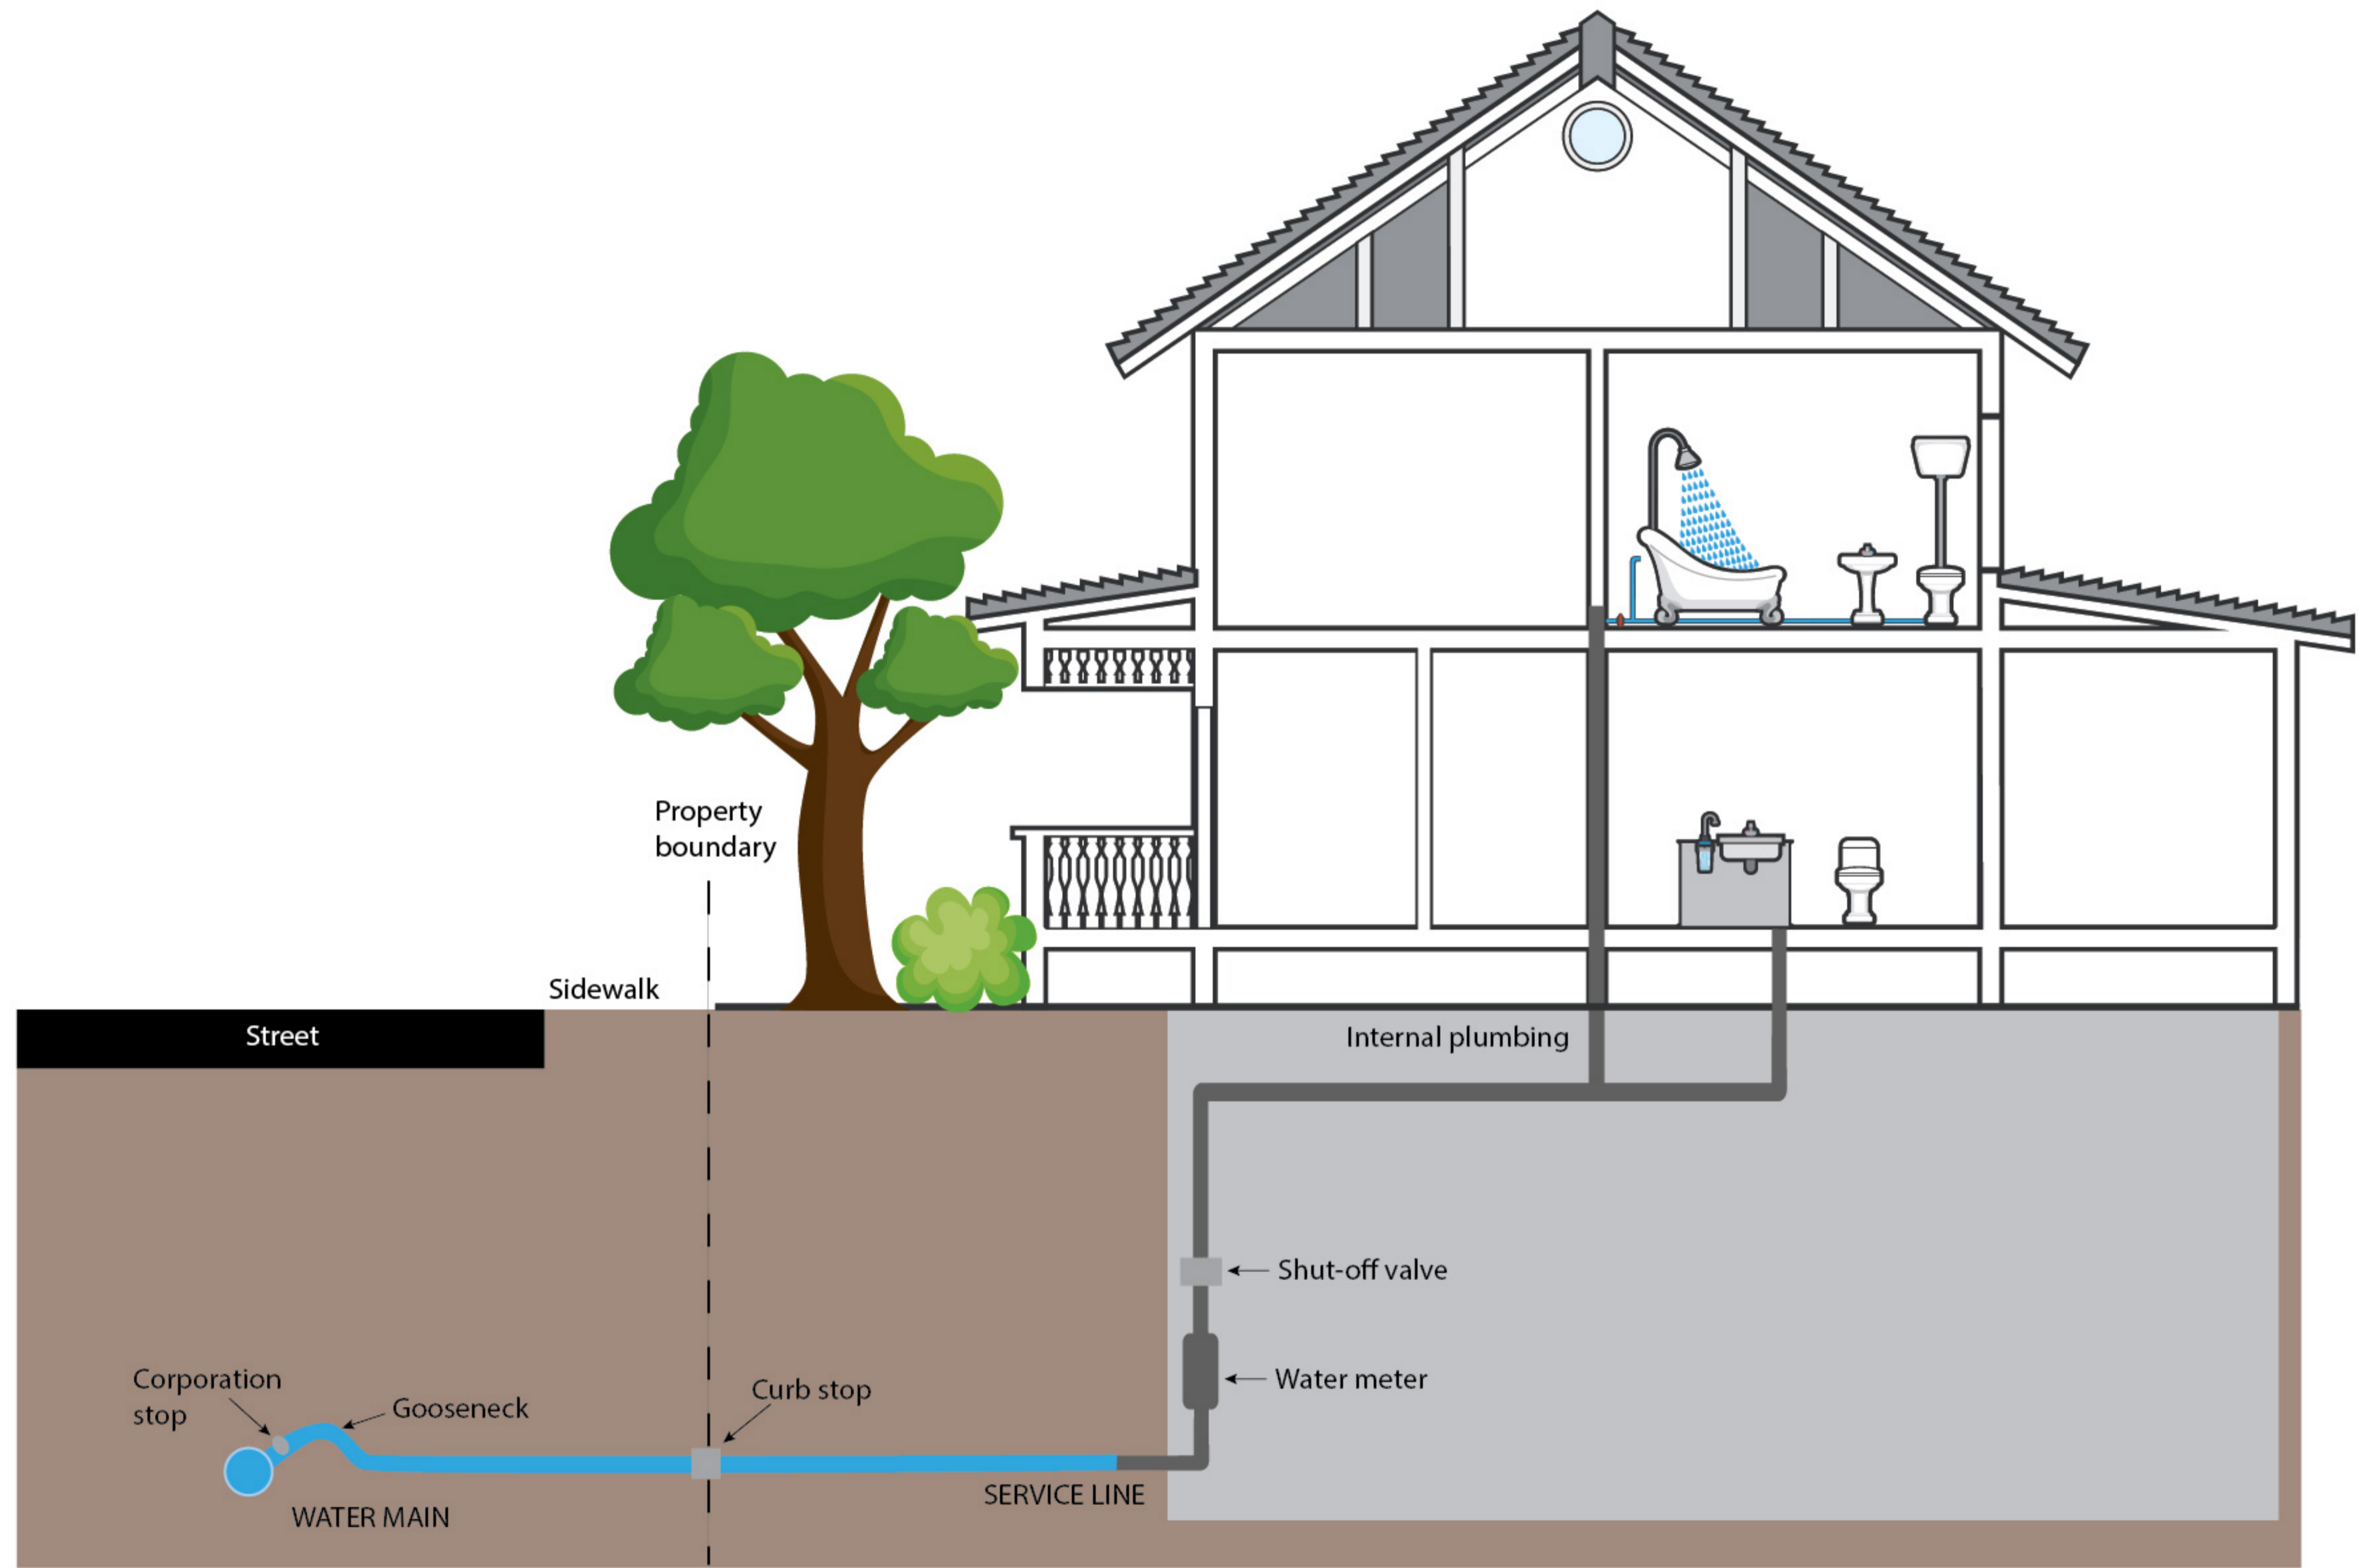 Property
boundary
Sidewalk
Street
Internal plumbing
Shut-off valve
Water meter
Corporation
stop
Gooseneck
Curb stop
SERVICE LINE
WATER MAIN